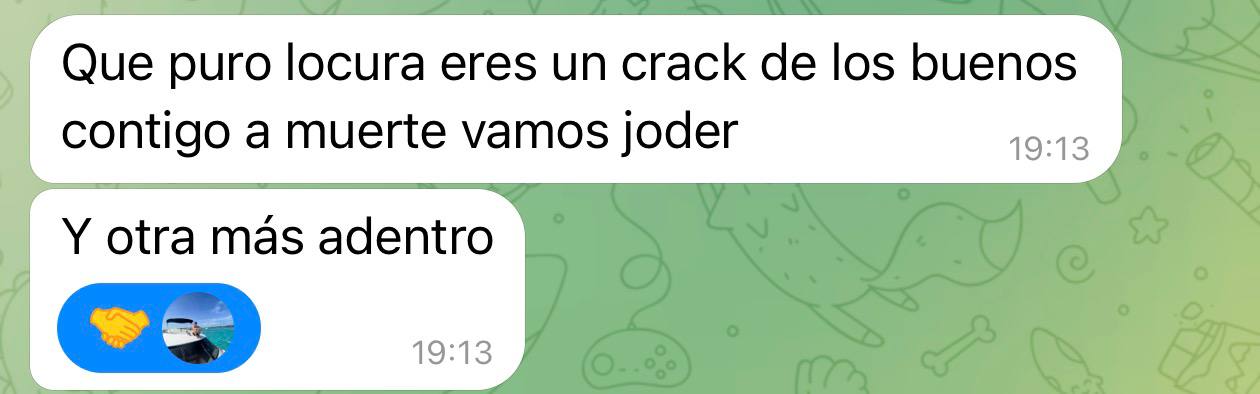 Que puro locura eres un crack de los buenos
contigo a muerte vamos joder
19:13
Y otra más adentro
19:13